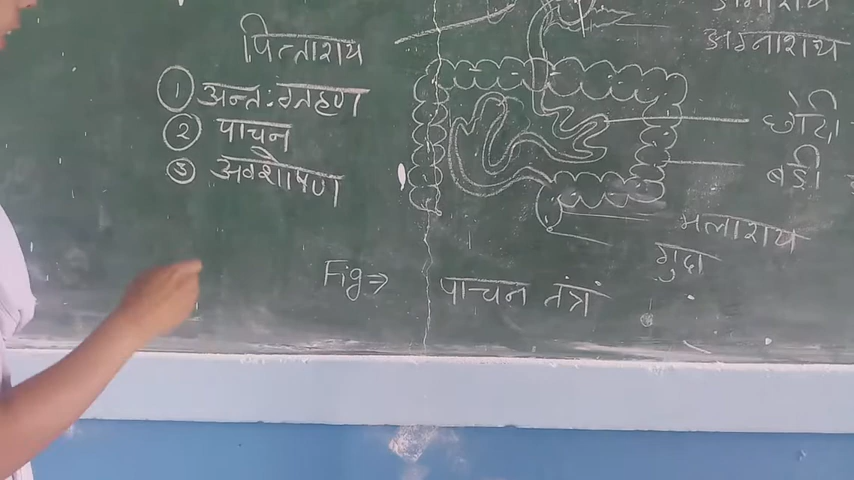 पित्ताशय
① अन्त:ग्रहण
② पाचन
③ अवशोषण
अग्नाशय
छोटी
बड़ी
मलाशय
गुदा
Fig⇒ पाचन तंत्रं